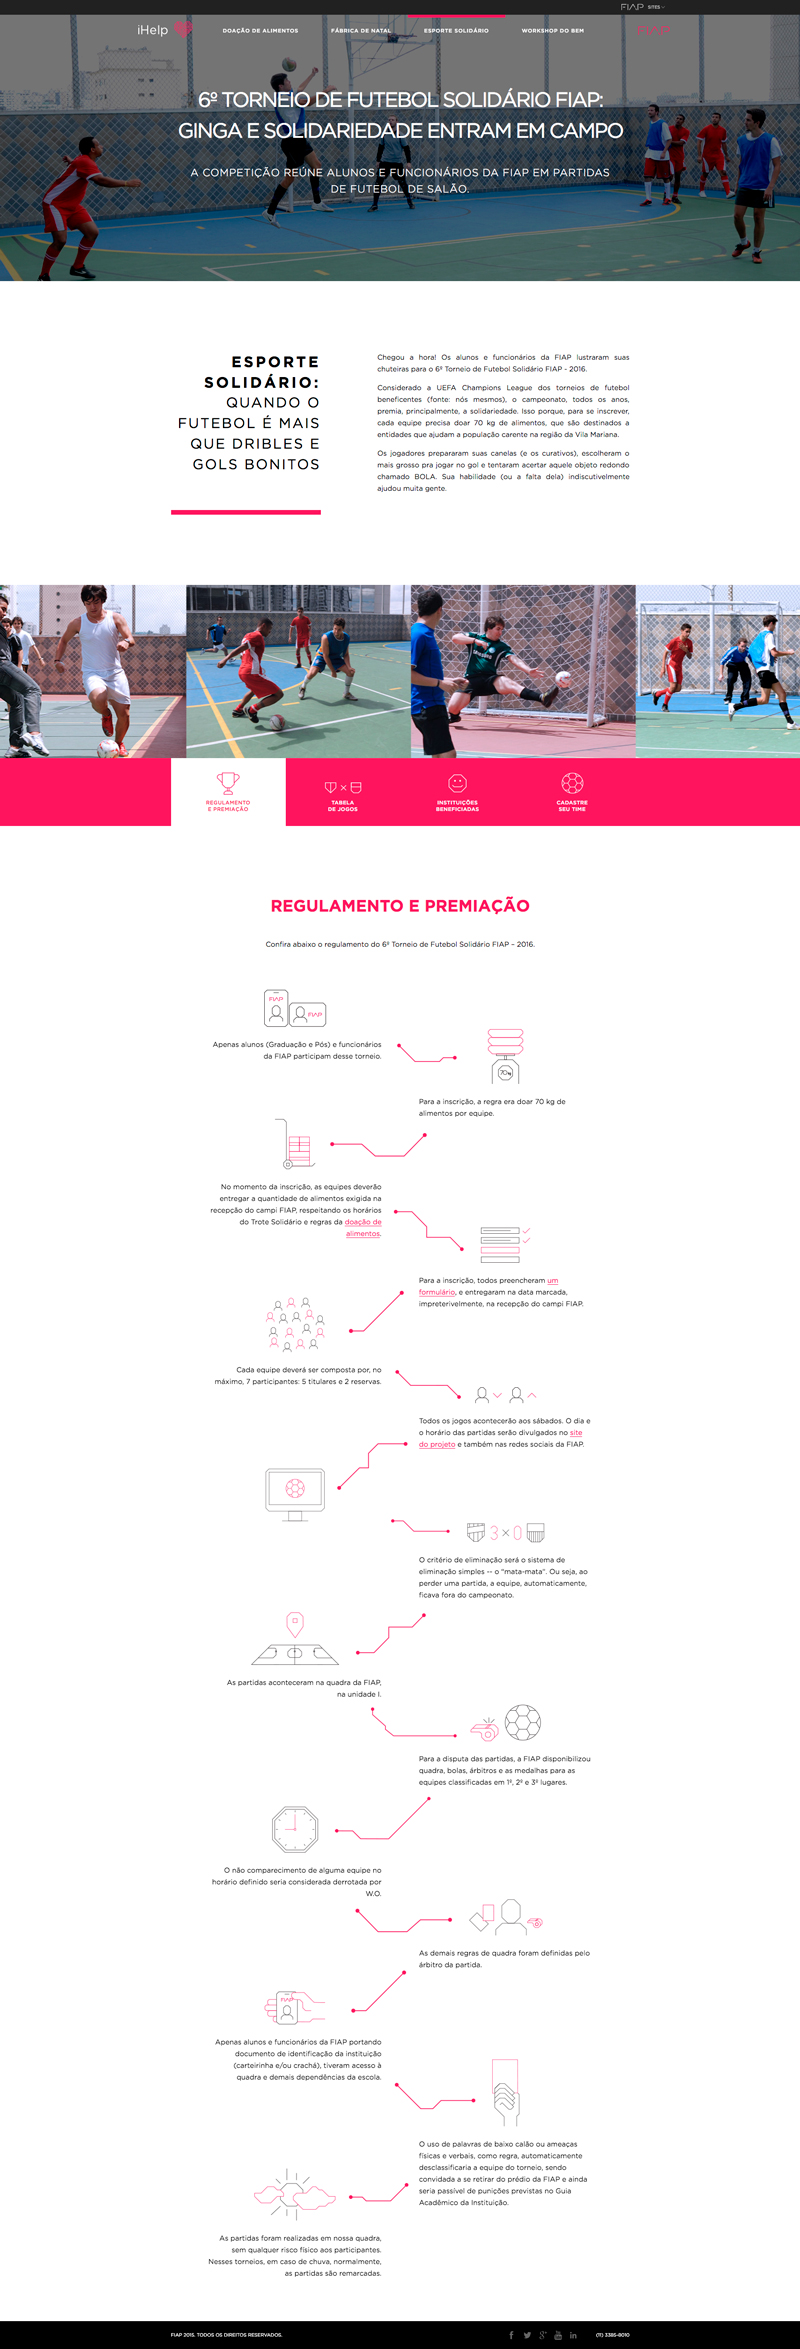 FIAP SITES
iHelp
DOAÇÃO DE ALIMENTOS
FÁBRICA DE NATAL
ESPORTE SOLIDÁRIO
WORKSHOP DO BEM
FIAP
6º TORNEIO DE FUTEBOL SOLIDÁRIO FIAP:
GINGA E SOLIDARIEDADE ENTRAM EM CAMPO
A COMPETIÇÃO REÚNE ALUNOS E FUNCIONÁRIOS DA FIAP EM PARTIDAS
DE FUTEBOL DE SALÃO.
ESPORTE
SOLIDÁRIO:
QUANDO O
FUTEBOL É MAIS
QUE DRIBLES E
GOLS BONITOS
Chegou a hora! Os alunos e funcionários da FIAP lustraram suas
chuteiras para o 6º Torneio de Futebol Solidário FIAP - 2016.
Considerado a UEFA Champions League dos torneios de futebol
beneficentes (fonte: nós mesmos), o campeonato, todos os anos,
premia, principalmente, a solidariedade. Isso porque, para se inscrever,
cada equipe precisa doar 70 kg de alimentos, que são destinados a
entidades que ajudam a população carente na região da Vila Mariana.
Os jogadores prepararam suas canelas (e os curativos), escolheram o
mais grosso pra jogar no gol e tentaram acertar aquele objeto redondo
chamado BOLA. Sua habilidade (ou a falta dela) indiscutivelmente
ajudou muita gente.
REGULAMENTO
E PREMIAÇÃO
TABELA
DE JOGOS
INSTITUIÇÕES
BENEFICIADAS
CADASTRE
SEU TIME
REGULAMENTO E PREMIAÇÃO
Confira abaixo o regulamento do 6º Torneio de Futebol Solidário FIAP – 2016.
FIAP
FIAP
Apenas alunos (Graduação e Pós) e funcionários
da FIAP participam desse torneio.
70kg
Para a inscrição, a regra era doar 70 kg de
alimentos por equipe.
No momento da inscrição, as equipes deverão
entregar a quantidade de alimentos exigida na
recepção do campi FIAP, respeitando os horários
do Trote Solidário e regras da doação de
alimentos.
Para a inscrição, todos preencheram um
formulário, e entregaram na data marcada,
impreterivelmente, na recepção do campi FIAP.
Cada equipe deverá ser composta por, no
máximo, 7 participantes: 5 titulares e 2 reservas.
Todos os jogos acontecerão aos sábados. O dia e
o horário das partidas serão divulgados no site
do projeto e também nas redes sociais da FIAP.
3 x 0
O critério de eliminação será o sistema de
eliminação simples -- o "mata-mata". Ou seja, ao
perder uma partida, a equipe, automaticamente,
ficava fora do campeonato.
As partidas aconteceram na quadra da FIAP,
na unidade I.
Para a disputa das partidas, a FIAP disponibilizou
quadra, bolas, árbitros e as medalhas para as
equipes classificadas em 1º, 2º e 3º lugares.
O não comparecimento de alguma equipe no
horário definido seria considerada derrotada por
W.O.
As demais regras de quadra foram definidas pelo
árbitro da partida.
FIAP
Apenas alunos e funcionários da FIAP portando
documento de identificação da instituição
(carteirinha e/ou crachá), tiveram acesso à
quadra e demais dependências da escola.
O uso de palavras de baixo calão ou ameaças
físicas e verbais, como regra, automaticamente
desclassificaria a equipe do torneio, sendo
convidada a se retirar do prédio da FIAP e ainda
seria passível de punições previstas no Guia
Acadêmico da Instituição.
As partidas foram realizadas em nossa quadra,
sem qualquer risco físico aos participantes.
Nesses torneios, em caso de chuva, normalmente,
as partidas são remarcadas.
FIAP 2015. TODOS OS DIREITOS RESERVADOS.
(11) 3385-8010